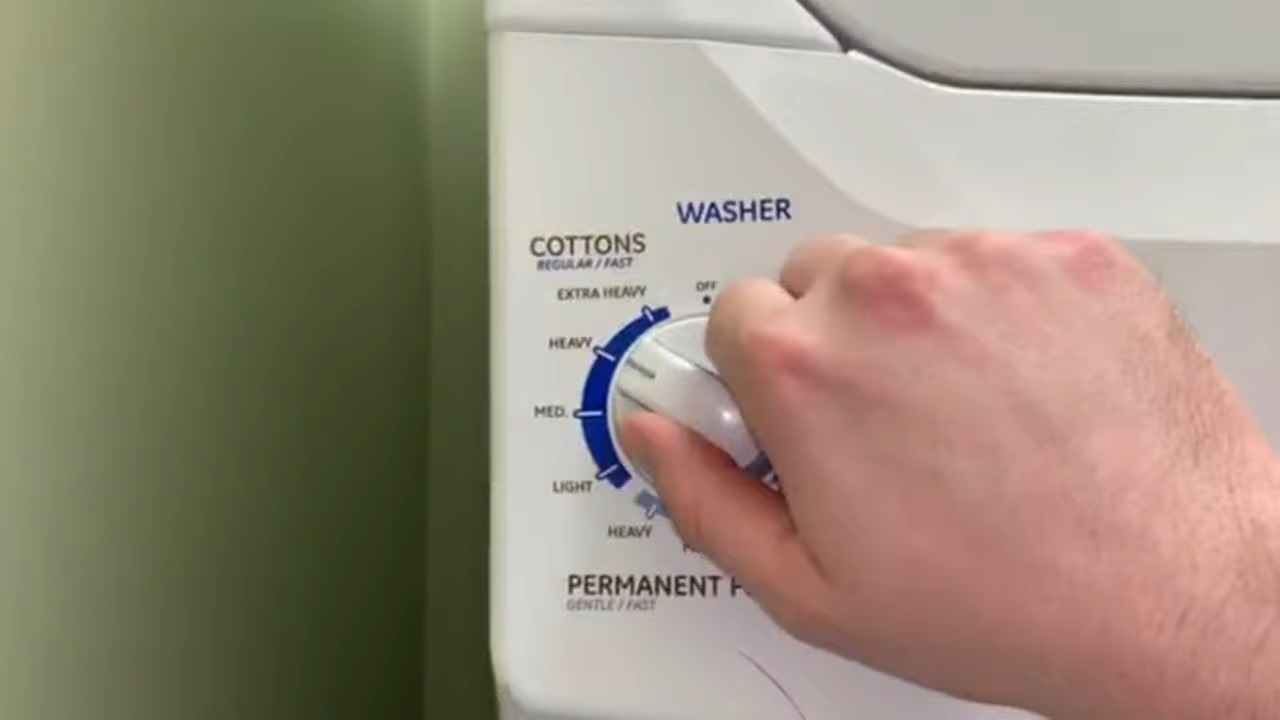 WASHER
COTTONS
REGULAR / FAST
EXTRA HEAVY
OFF
HEAVY
MED.
LIGHT
HEAVY
PERMANENT
GENTLE / FAST